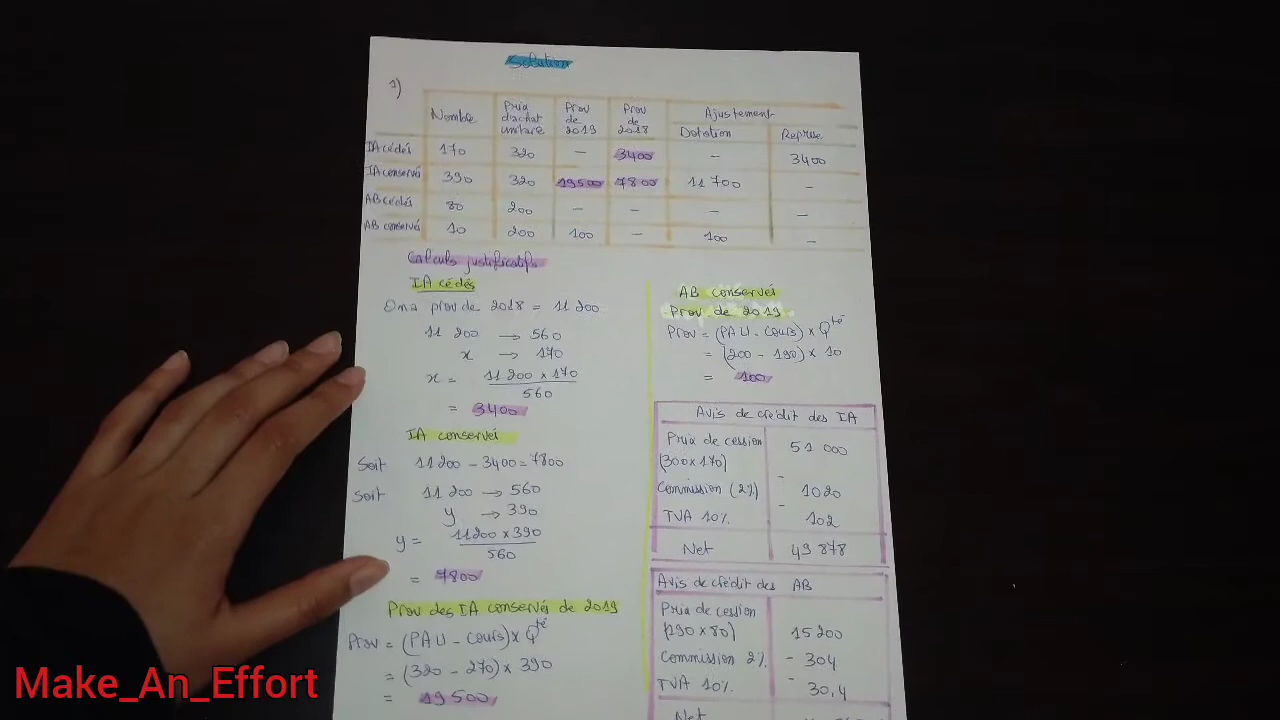 Solution
1)
Nombre Prix d'achat unitaire Prov de 2019 Prov de 2018 Ajustement
Dotation Reprise
IA cédés 170 320 - 3400 - 3400
IA conservés 390 320 19500 7800 11 700 -
AB cédés 80 200 - - - -
AB conservés 10 200 100 - 100 -
Calculs justificatifs
IA cédés
On a prov de 2018 = 11 200
11 200 → 560
x → 170
x = 11 200 x 170
560
= 3400
IA conservés
Soit 11 200 - 3400 = 7800
Soit 11 200 → 560
y → 390
y = 11200 x 390
560
= 7800
Prov des IA conservés de 2019
Prov = (PAU - cours) x Qté
= (320 - 270) x 390
= 19 500
AB conservés
Prov de 2019
Prov = (PAU - cours) x Qté
= (200 - 190) x 10
= 100
Avis de crédit des IA
Prix de cession 51 000
(300 x 170)
Commission (2%) - 1020
TVA 10% - 102
Net 49 878
Avis de crédit des AB
Prix de cession
(190 x 80) 15 200
Commission 2% - 304
TVA 10% - 30,4
Net
Make_An_Effort